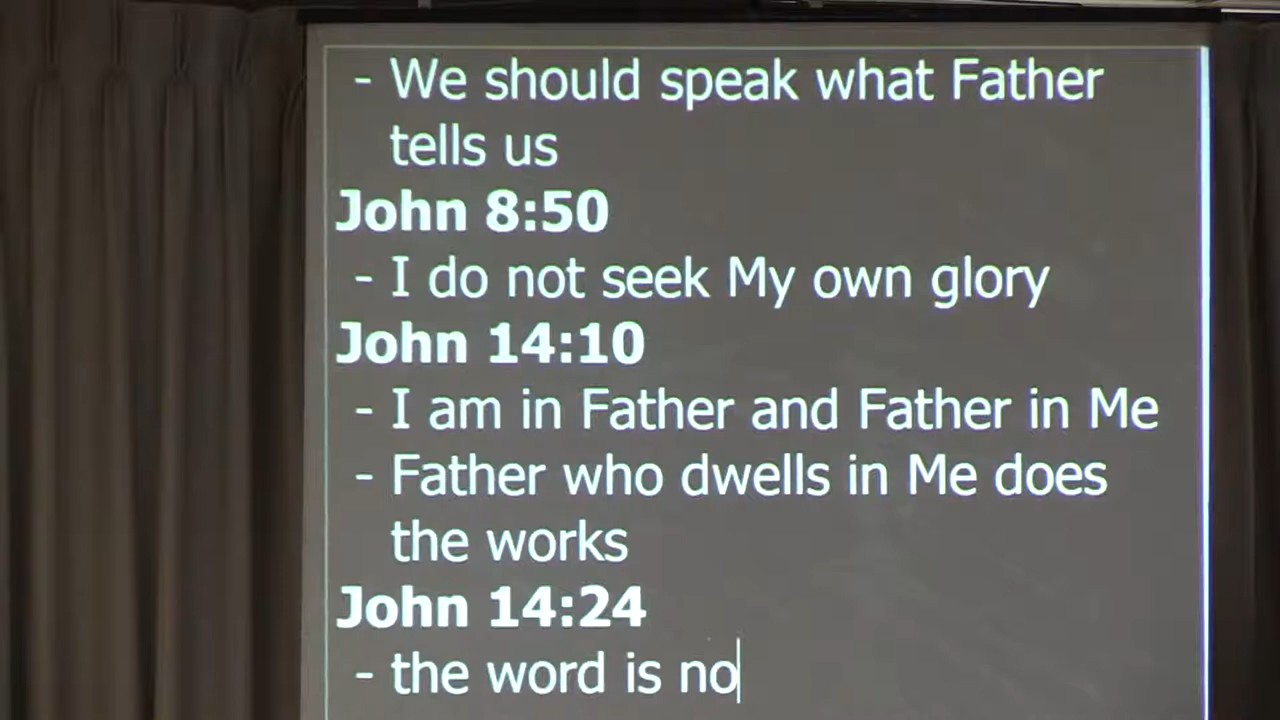 - We should speak what Father
tells us
John 8:50
- I do not seek My own glory
John 14:10
- I am in Father and Father in Me
- Father who dwells in Me does
the works
John 14:24
- the word is no